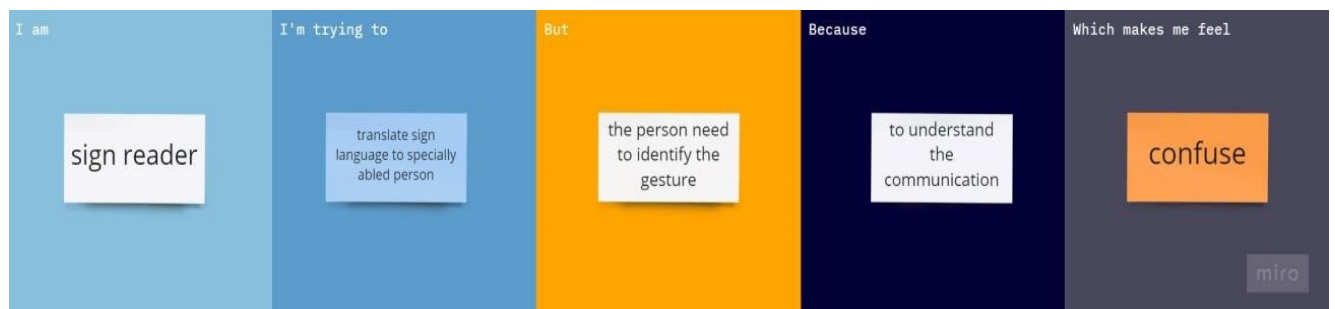 I am
sign reader
I'm trying to
translate sign
language to specially
abled person
But
the person need
to identify the
gesture
Because
to understand
the
communication
Which makes me feel
confuse
miro